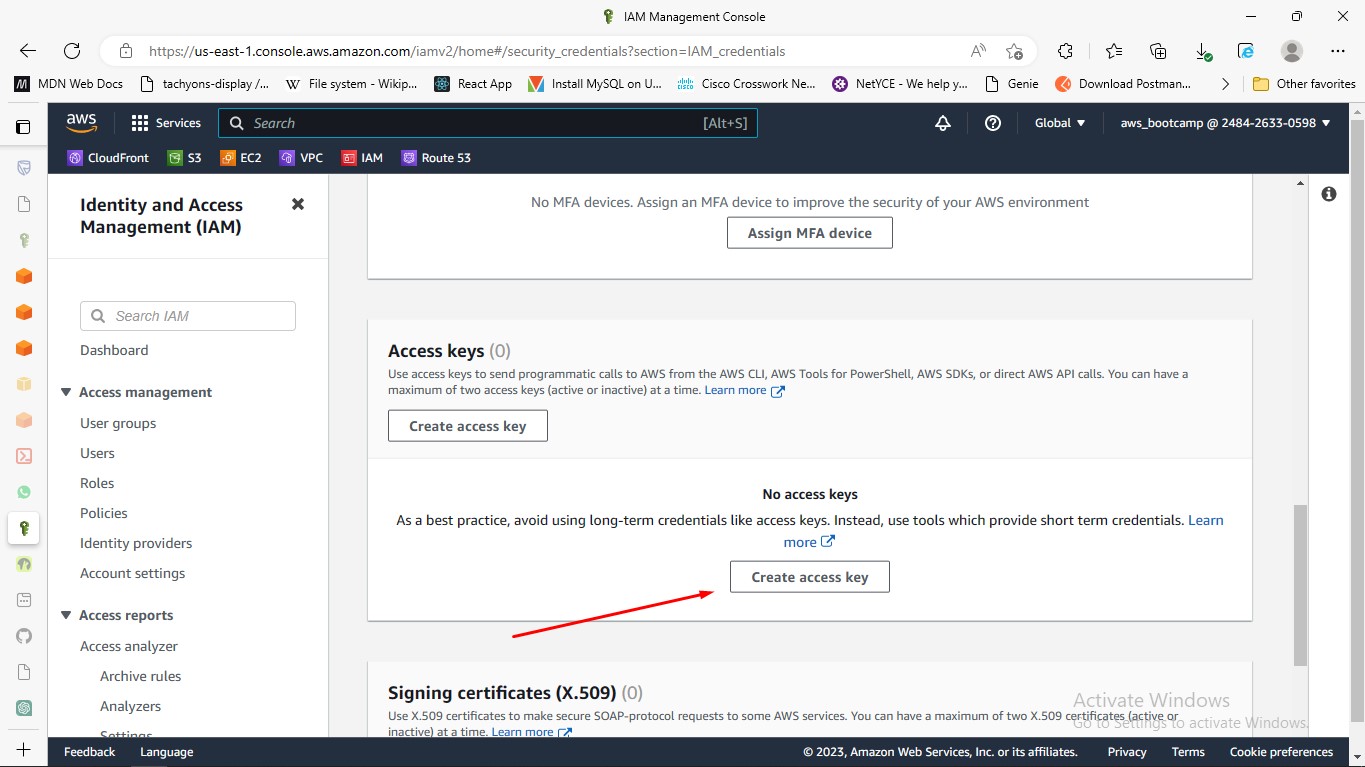 IAM Management Console
https://us-east-1.console.aws.amazon.com/iamv2/home#/security_credentials?section=IAM_credentials
MDN Web Docs
tachyons-display /...
File system - Wikip...
React App
Install MySQL on U...
Cisco Crosswork Ne...
NetYCE - We help y...
Genie
Download Postman...
Other favorites
aws
Services
Search
[Alt+S]
Global
aws_bootcamp @ 2484-2633-0598
CloudFront
S3
EC2
VPC
IAM
Route 53
Identity and Access
Management (IAM)
Search IAM
Dashboard
Access management
User groups
Users
Roles
Policies
Identity providers
Account settings
Access reports
Access analyzer
Archive rules
Analyzers
Settings
No MFA devices. Assign an MFA device to improve the security of your AWS environment
Assign MFA device
Access keys (0)
Use access keys to send programmatic calls to AWS from the AWS CLI, AWS Tools for PowerShell, AWS SDKs, or direct AWS API calls. You can have a
maximum of two access keys (active or inactive) at a time. Learn more
Create access key
No access keys
As a best practice, avoid using long-term credentials like access keys. Instead, use tools which provide short term credentials. Learn
more
Create access key
Signing certificates (X.509) (0)
Use X.509 certificates to make secure SOAP-protocol requests to some AWS services. You can have a maximum of two X.509 certificates (active or
inactive) at a time. Learn more
Activate Windows
Go to Settings to activate Windows.
Feedback
Language
© 2023, Amazon Web Services, Inc. or its affiliates.
Privacy
Terms
Cookie preferences